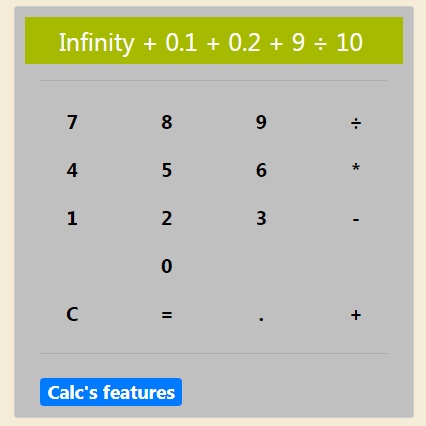 Infinity + 0.1 + 0.2 + 9 ÷ 10
7 8 9 ÷
4 5 6 *
1 2 3 -
0
C = . +
Calc's features